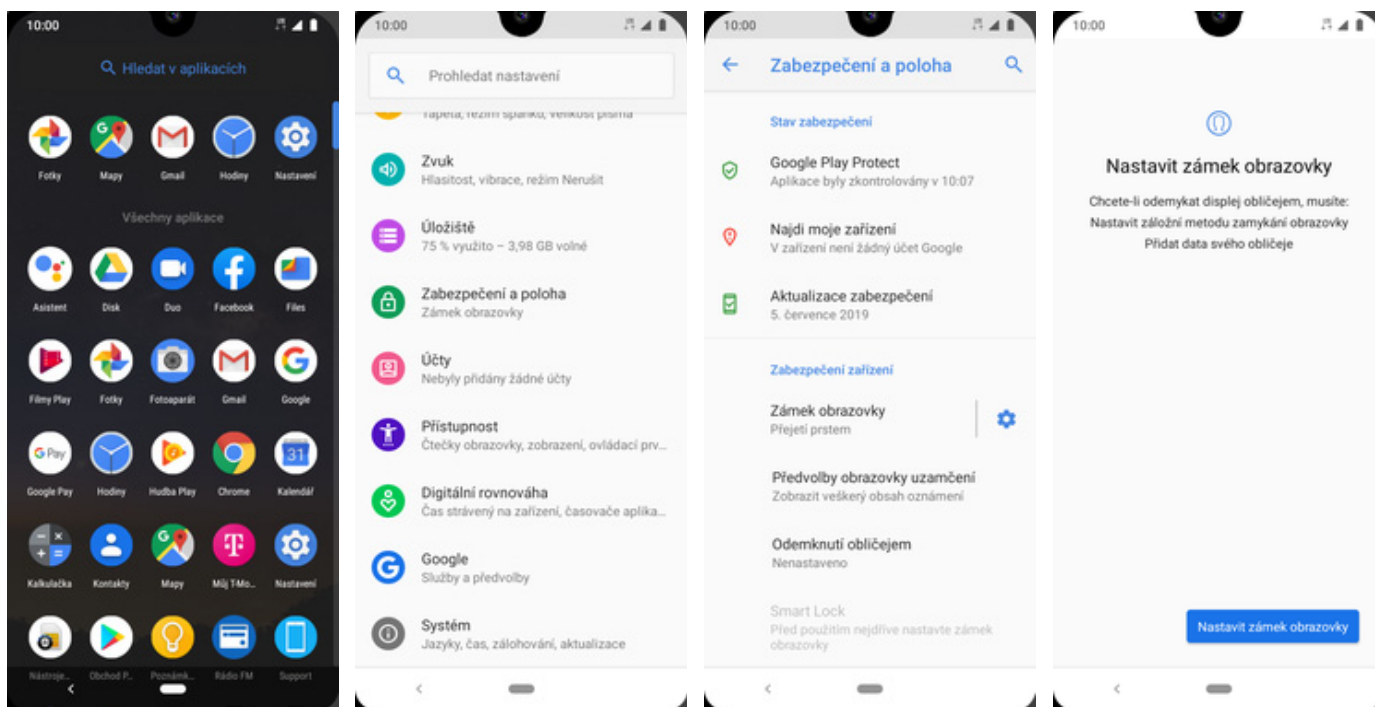 10:00
Hledat v aplikacích
Fotky
Mapy
Gmail
Hodiny
Nastavení
Všechny aplikace
Asistent
Disk
Duo
Facebook
Files
Filmy Play
Fotky
Fotoaparát
Gmail
Google
G Pay
31
Google Pay
Hodiny
Hudba Play
Chrome
Kalendář
Kalkulačka
Kontakty
Mapy
Můj T-Mo...
Nastavení
Nástroje...
Obchod P...
Poznámk...
Rádio FM
Support
10:00
Prohledat nastavení
Tapeta, režim spánku, velikost písma
Zvuk
Hlasitost, vibrace, režim Nerušit
Úložiště
75 % využito – 3,98 GB volné
Zabezpečení a poloha
Zámek obrazovky
Účty
Nebyly přidány žádné účty
Přístupnost
Čtečky obrazovky, zobrazení, ovládací prv...
Digitální rovnováha
Čas strávený na zařízení, časovače aplika...
Google
Služby a předvolby
Systém
Jazyky, čas, zálohování, aktualizace
10:00
Zabezpečení a poloha
Stav zabezpečení
Google Play Protect
Aplikace byly zkontrolovány v 10:07
Najdi moje zařízení
V zařízení není žádný účet Google
Aktualizace zabezpečení
5. července 2019
Zabezpečení zařízení
Zámek obrazovky
Přejetí prstem
Předvolby obrazovky uzamčení
Zobrazit veškerý obsah oznámení
Odemknutí obličejem
Nenastaveno
Smart Lock
Před použitím nejdříve nastavte zámek
obrazovky
10:00
Nastavit zámek obrazovky
Chcete-li odemykat displej obličejem, musíte:
Nastavit záložní metodu zamykání obrazovky
Přidat data svého obličeje
Nastavit zámek obrazovky